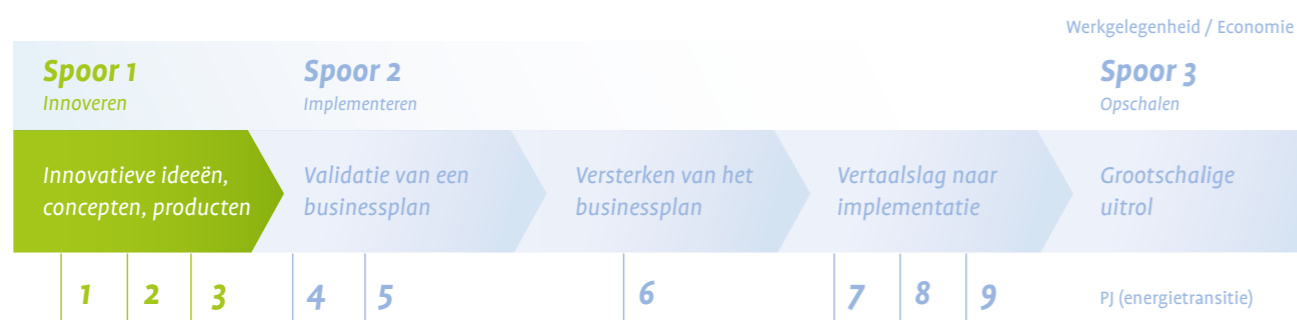 Werkgelegenheid / Economie
Spoor 1
Innoveren
Spoor 2
Implementeren
Spoor 3
Opschalen
Innovatieve ideeën,
concepten, producten
Validatie van een
businessplan
Versterken van het
businessplan
Vertaalslag naar
implementatie
Grootschalige
uitrol
1
2
3
4
5
6
7
8
9
PJ (energietransitie)